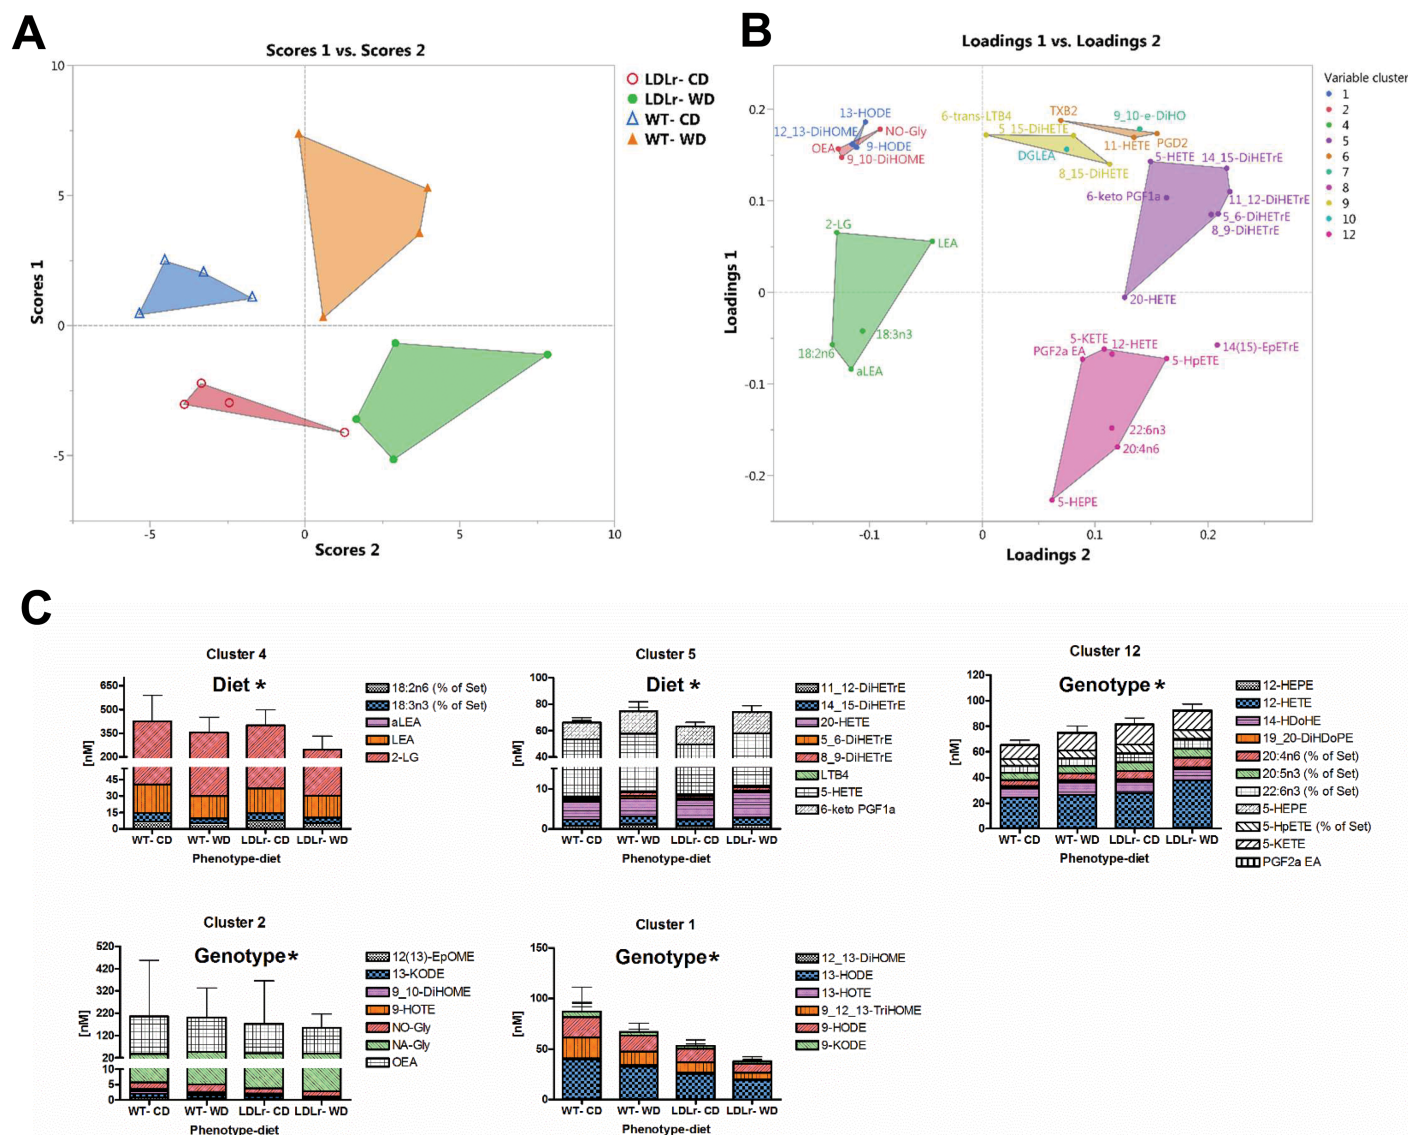 A
Scores 1 vs. Scores 2
10
5
0
-5
-5
0
5
10
Scores 1
Scores 2
LDLr- CD
LDLr- WD
WT- CD
WT- WD
B
Loadings 1 vs. Loadings 2
0.2
0.1
0
-0.1
-0.2
-0.1
0
0.1
0.2
Loadings 1
Loadings 2
13-HODE
12_13-DiHOME
NO-Gly
OEA
9-HODE
9_10-DiHOME
6-trans-LTB4
TXB2
9_10-e-DiHO
5_15-DiHETE
11-HETE
PGD2
DGLEA
8_15-DiHETE
5-HETE
14_15-DiHETrE
6-keto PGF1a
11_12-DiHETrE
5_6-DiHETrE
8_9-DiHETrE
20-HETE
2-LG
LEA
18:3n3
18:2n6
aLEA
5-KETE
12-HETE
PGF2a EA
5-HpETE
14(15)-EpETrE
22:6n3
20:4n6
5-HEPE
Variable cluster
1
2
4
5
6
7
8
9
10
12
C
Cluster 4
Diet *
650
500
350
200
45
30
15
0
[nM]
WT- CD WT- WD LDLr- CD LDLr- WD
Phenotype-diet
18:2n6 (% of Set)
18:3n3 (% of Set)
aLEA
LEA
2-LG
Cluster 5
Diet *
100
80
60
40
10
0
[nM]
WT- CD WT- WD LDLr- CD LDLr- WD
Phenotype-diet
11_12-DiHETrE
14_15-DiHETrE
20-HETE
5_6-DiHETrE
8_9-DiHETrE
LTB4
5-HETE
6-keto PGF1a
Cluster 12
Genotype *
120
100
80
60
40
20
0
[nM]
WT- CD WT- WD LDLr- CD LDLr- WD
Phenotype-diet
12-HEPE
12-HETE
14-HDoHE
19_20-DiHDoPE
20:4n6 (% of Set)
20:5n3 (% of Set)
22:6n3 (% of Set)
5-HEPE
5-HpETE (% of Set)
5-KETE
PGF2a EA
Cluster 2
Genotype *
520
420
320
220
120
20
10
5
0
[nM]
WT- CD WT- WD LDLr- CD LDLr- WD
Phenotype-diet
12(13)-EpOME
13-KODE
9_10-DiHOME
9-HOTE
NO-Gly
NA-Gly
OEA
Cluster 1
Genotype *
150
100
50
0
[nM]
WT- CD WT- WD LDLr- CD LDLr- WD
Phenotype-diet
12_13-DiHOME
13-HODE
13-HOTE
9_12_13-TriHOME
9-HODE
9-KODE